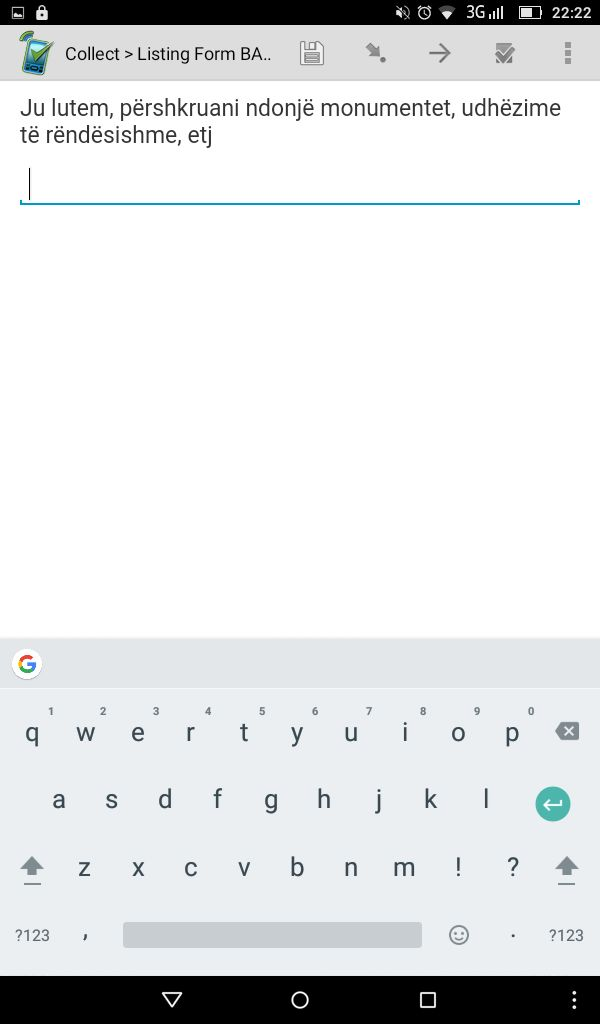 3G 22:22
Collect > Listing Form BA..
Ju lutem, përshkruani ndonjë monumentet, udhëzime
të rëndësishme, etj
G
1 2 3 4 5 6 7 8 9 0
q w e r t y u i o p
a s d f g h j k l
z x c v b n m ! ?
?123 , . ?123